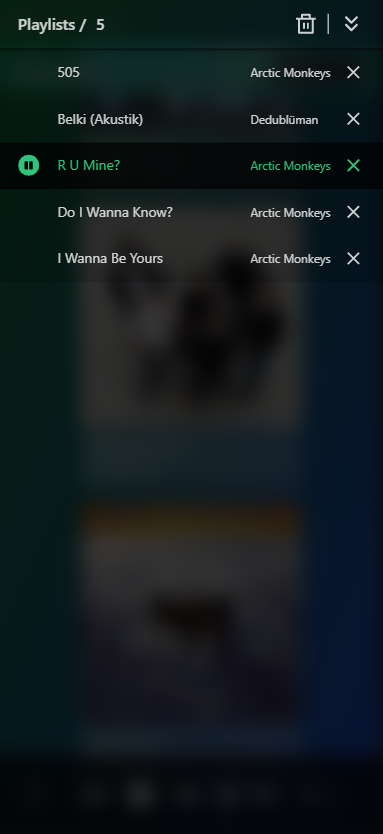 Playlists / 5
505 Arctic Monkeys
Belki (Akustik) Dedublüman
R U Mine? Arctic Monkeys
Do I Wanna Know? Arctic Monkeys
I Wanna Be Yours Arctic Monkeys